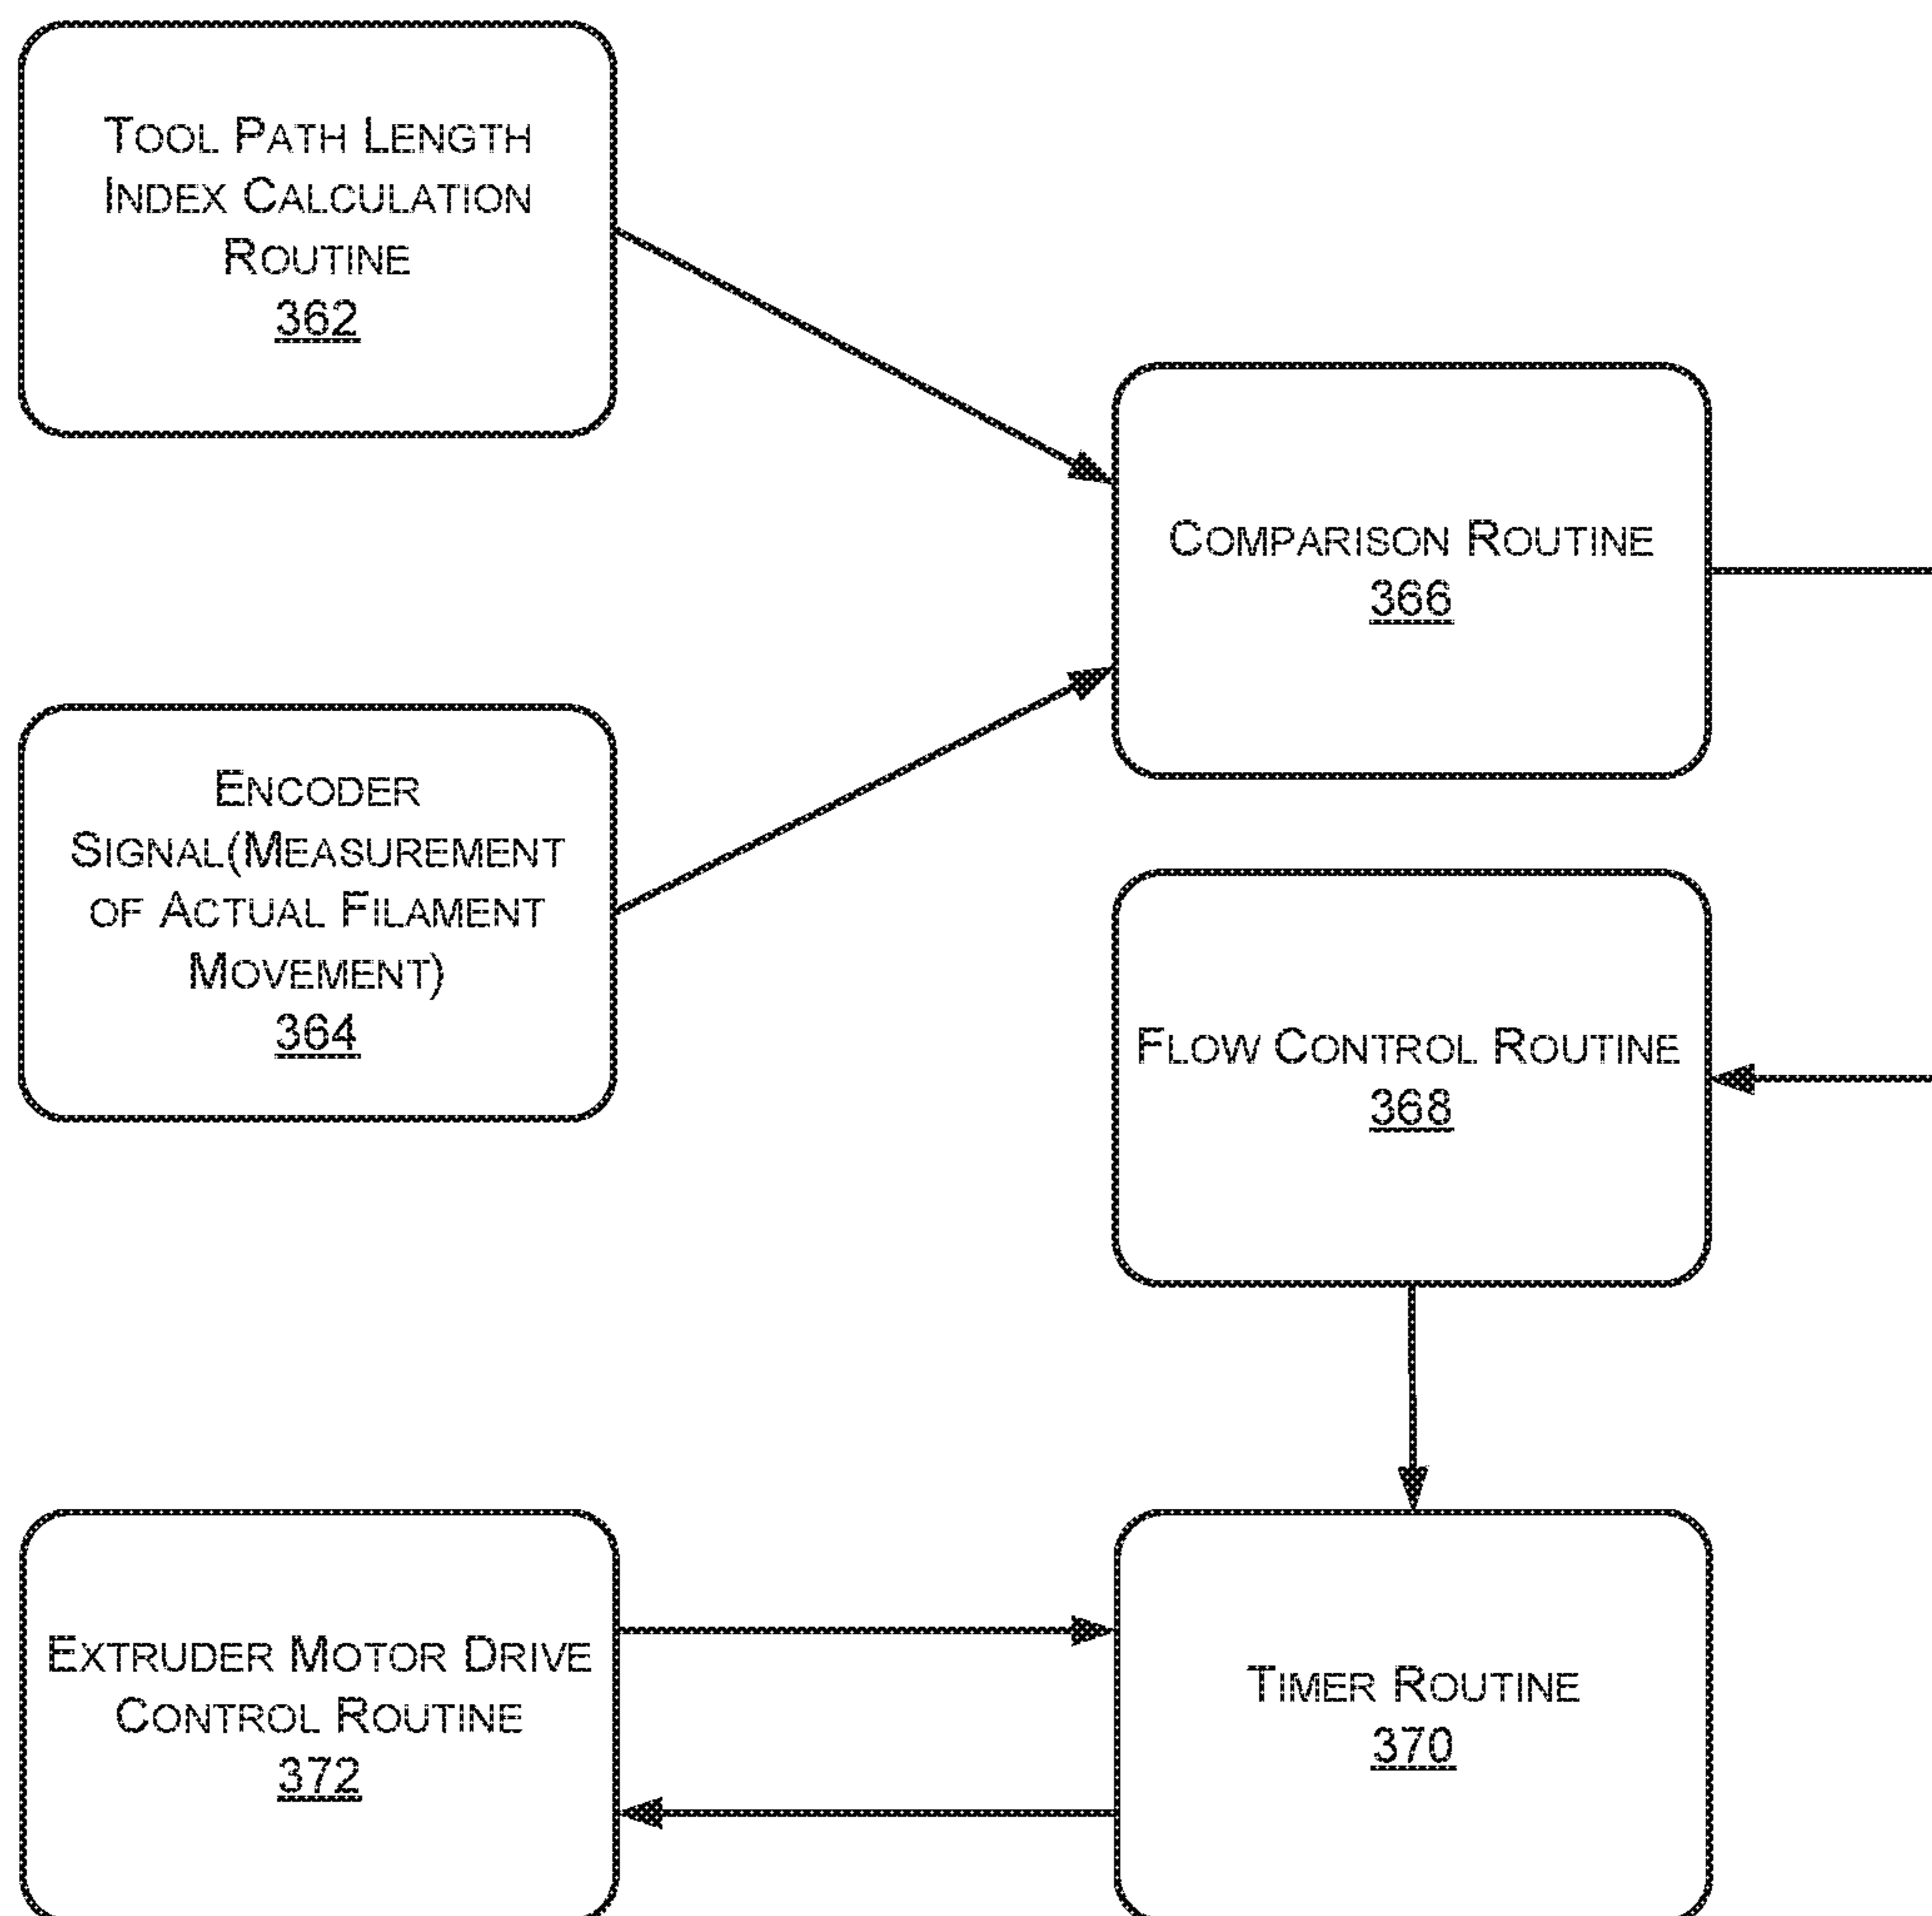 TOOL PATH LENGTH
INDEX CALCULATION
ROUTINE
362
COMPARISON ROUTINE
366
ENCODER
SIGNAL(MEASUREMENT
OF ACTUAL FILAMENT
MOVEMENT)
364
FLOW CONTROL ROUTINE
368
EXTRUDER MOTOR DRIVE
CONTROL ROUTINE
372
TIMER ROUTINE
370